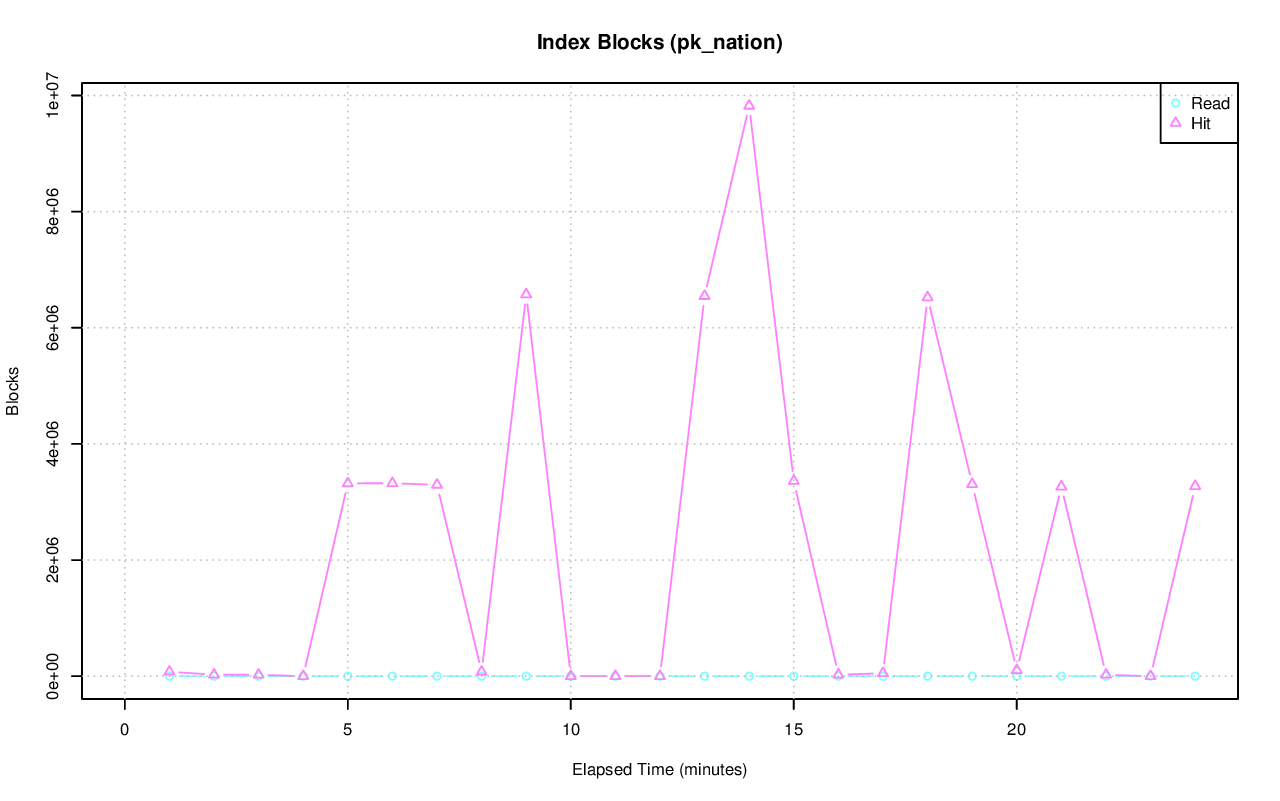 Index Blocks (pk_nation)
1e+07
8e+06
6e+06
4e+06
2e+06
0e+00
Blocks
Read
Hit
0 5 10 15 20
Elapsed Time (minutes)